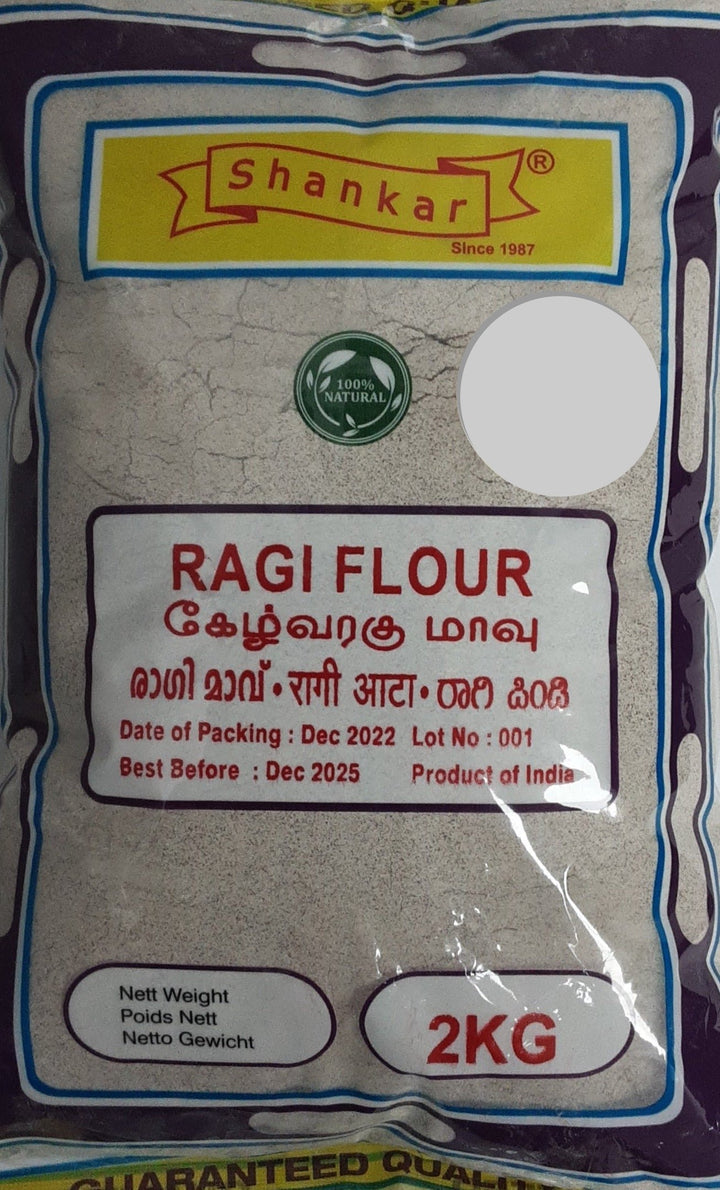 Shankar ®
Since 1987
100%
NATURAL
RAGI FLOUR
கேழ்வரகு மாவு
രാഗി മാവ് • रागी आटा • రాగి పిండి
Date of Packing : Dec 2022 Lot No : 001
Best Before : Dec 2025 Product of India
Nett Weight
Poids Nett
Netto Gewicht
2KG
GUARANTEED